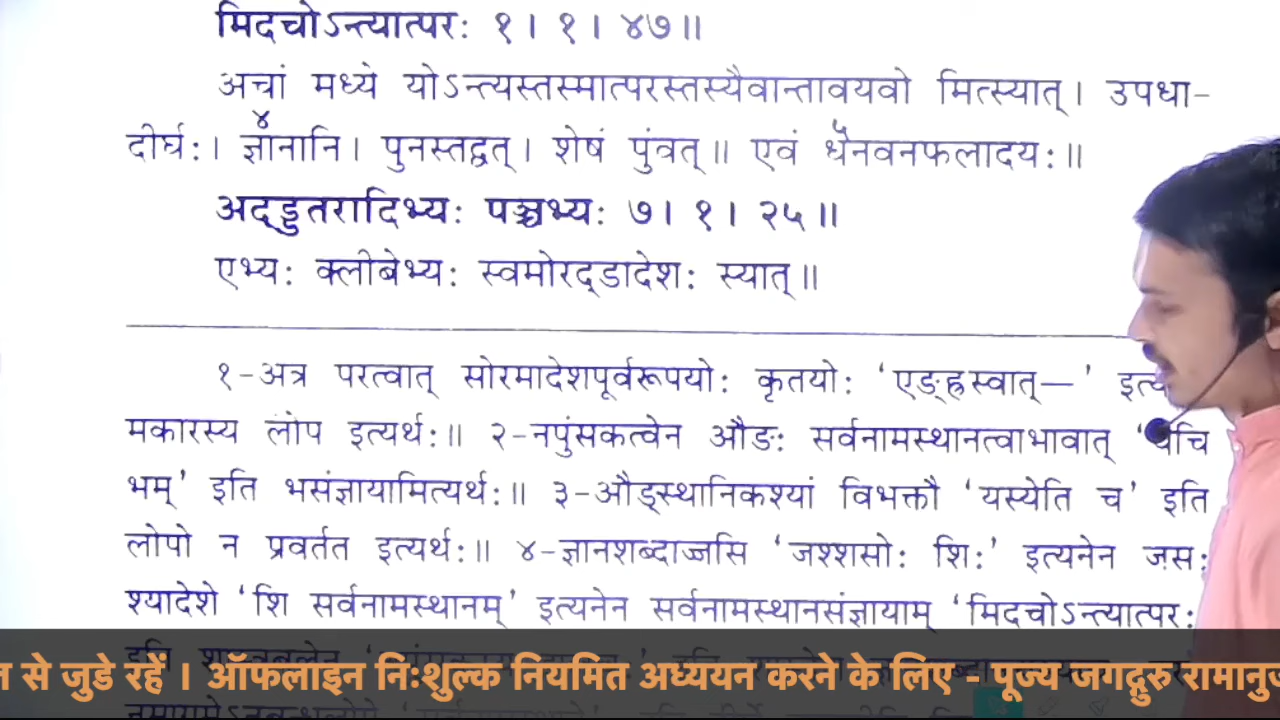 मिदचोऽन्त्यात्परः १। १। ४७॥
अचां मध्ये योऽन्त्यस्तस्मात्परस्तस्यैवान्तावयवो मित्स्यात्। उपधा-
दीर्घः। ज्ञा४नानि। पुनस्तद्वत्। शेषं पुंवत्॥ एवं ध५नवनफलादयः॥
अद्ड्डतरादिभ्यः पञ्चभ्यः ७। १। २५॥
एभ्यः क्लीबेभ्यः स्वमोरद्डादेशः स्यात्॥
१-अत्र परत्वात् सोरमादेशपूर्वरूपयोः कृतयोः ‘एङ्ह्रस्वात्—’
मकारस्य लोप इत्यर्थः॥ २-नपुंसकत्वेन औङः सर्वनामस्थानत्वाभावात्
भम्’ इति भसंज्ञायामित्यर्थः॥ ३-औङ्स्थानिकश्यां विभक्तौ ‘यस्येति च’ इति
लोपो न प्रवर्तत इत्यर्थः॥ ४-ज्ञानशब्दाज्जसि ‘जश्शसोः शिः’ इत्यनेन जसः
श्यादेशे ‘शि सर्वनामस्थानम्’ इत्यनेन सर्वनामस्थानसंज्ञायाम् ‘मिदचोऽन्त्यात्परः
से जुडे रहें । ऑफलाइन निःशुल्क नियमित अध्ययन करने के लिए - पूज्य जगद्गुरु